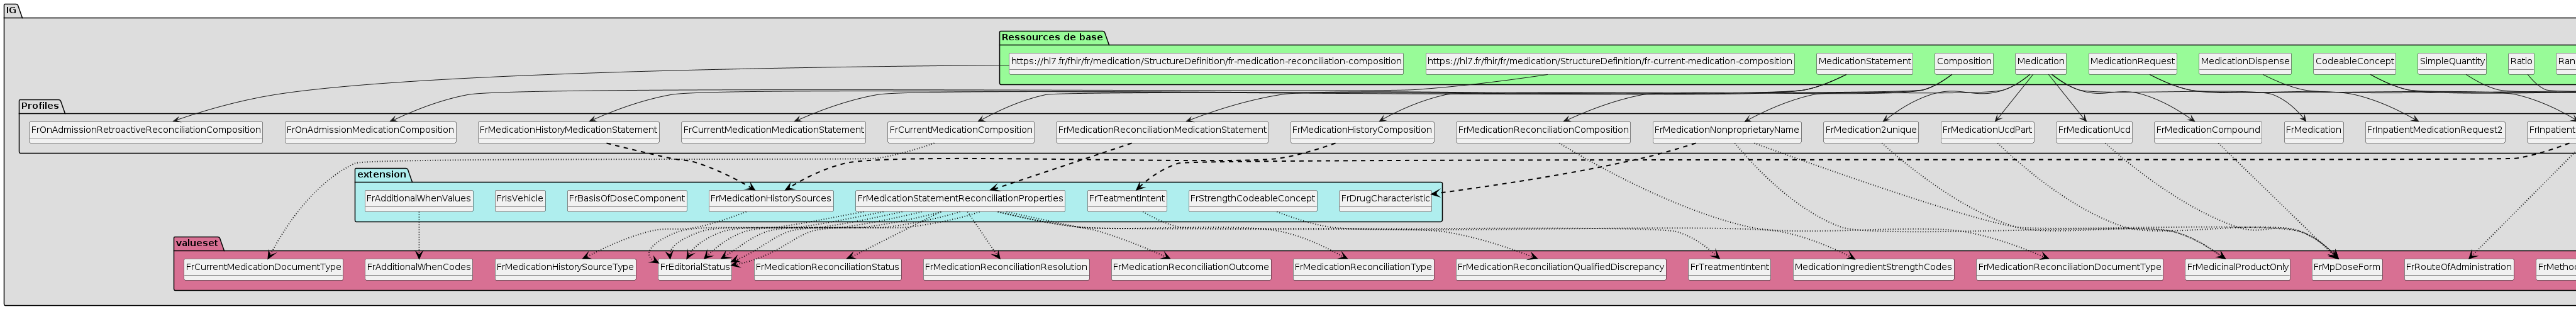 IG
Ressources de base
https://hl7.fr/fhir/fr/medication/StructureDefinition/fr-medication-reconciliation-composition
https://hl7.fr/fhir/fr/medication/StructureDefinition/fr-current-medication-composition
MedicationStatement
Composition
Medication
MedicationRequest
MedicationDispense
CodeableConcept
SimpleQuantity
Ratio
Ran
Profiles
FrOnAdmissionRetroactiveReconciliationComposition
FrOnAdmissionMedicationComposition
FrMedicationHistoryMedicationStatement
FrCurrentMedicationMedicationStatement
FrCurrentMedicationComposition
FrMedicationReconciliationMedicationStatement
FrMedicationHistoryComposition
FrMedicationReconciliationComposition
FrMedicationNonproprietaryName
FrMedication2unique
FrMedicationUcdPart
FrMedicationUcd
FrMedicationCompound
FrMedication
FrInpatientMedicationRequest2
FrInpatient
extension
FrAdditionalWhenValues
FrIsVehicle
FrBasisOfDoseComponent
FrMedicationHistorySources
FrMedicationStatementReconciliationProperties
FrTeatmentIntent
FrStrengthCodeableConcept
FrDrugCharacteristic
valueset
FrCurrentMedicationDocumentType
FrAdditionalWhenCodes
FrMedicationHistorySourceType
FrEditorialStatus
FrMedicationReconciliationStatus
FrMedicationReconciliationResolution
FrMedicationReconciliationOutcome
FrMedicationReconciliationType
FrMedicationReconciliationQualifiedDiscrepancy
FrTreatmentIntent
MedicationIngredientStrengthCodes
FrMedicationReconciliationDocumentType
FrMedicinalProductOnly
FrMpDoseForm
FrRouteOfAdministration
FrMethod